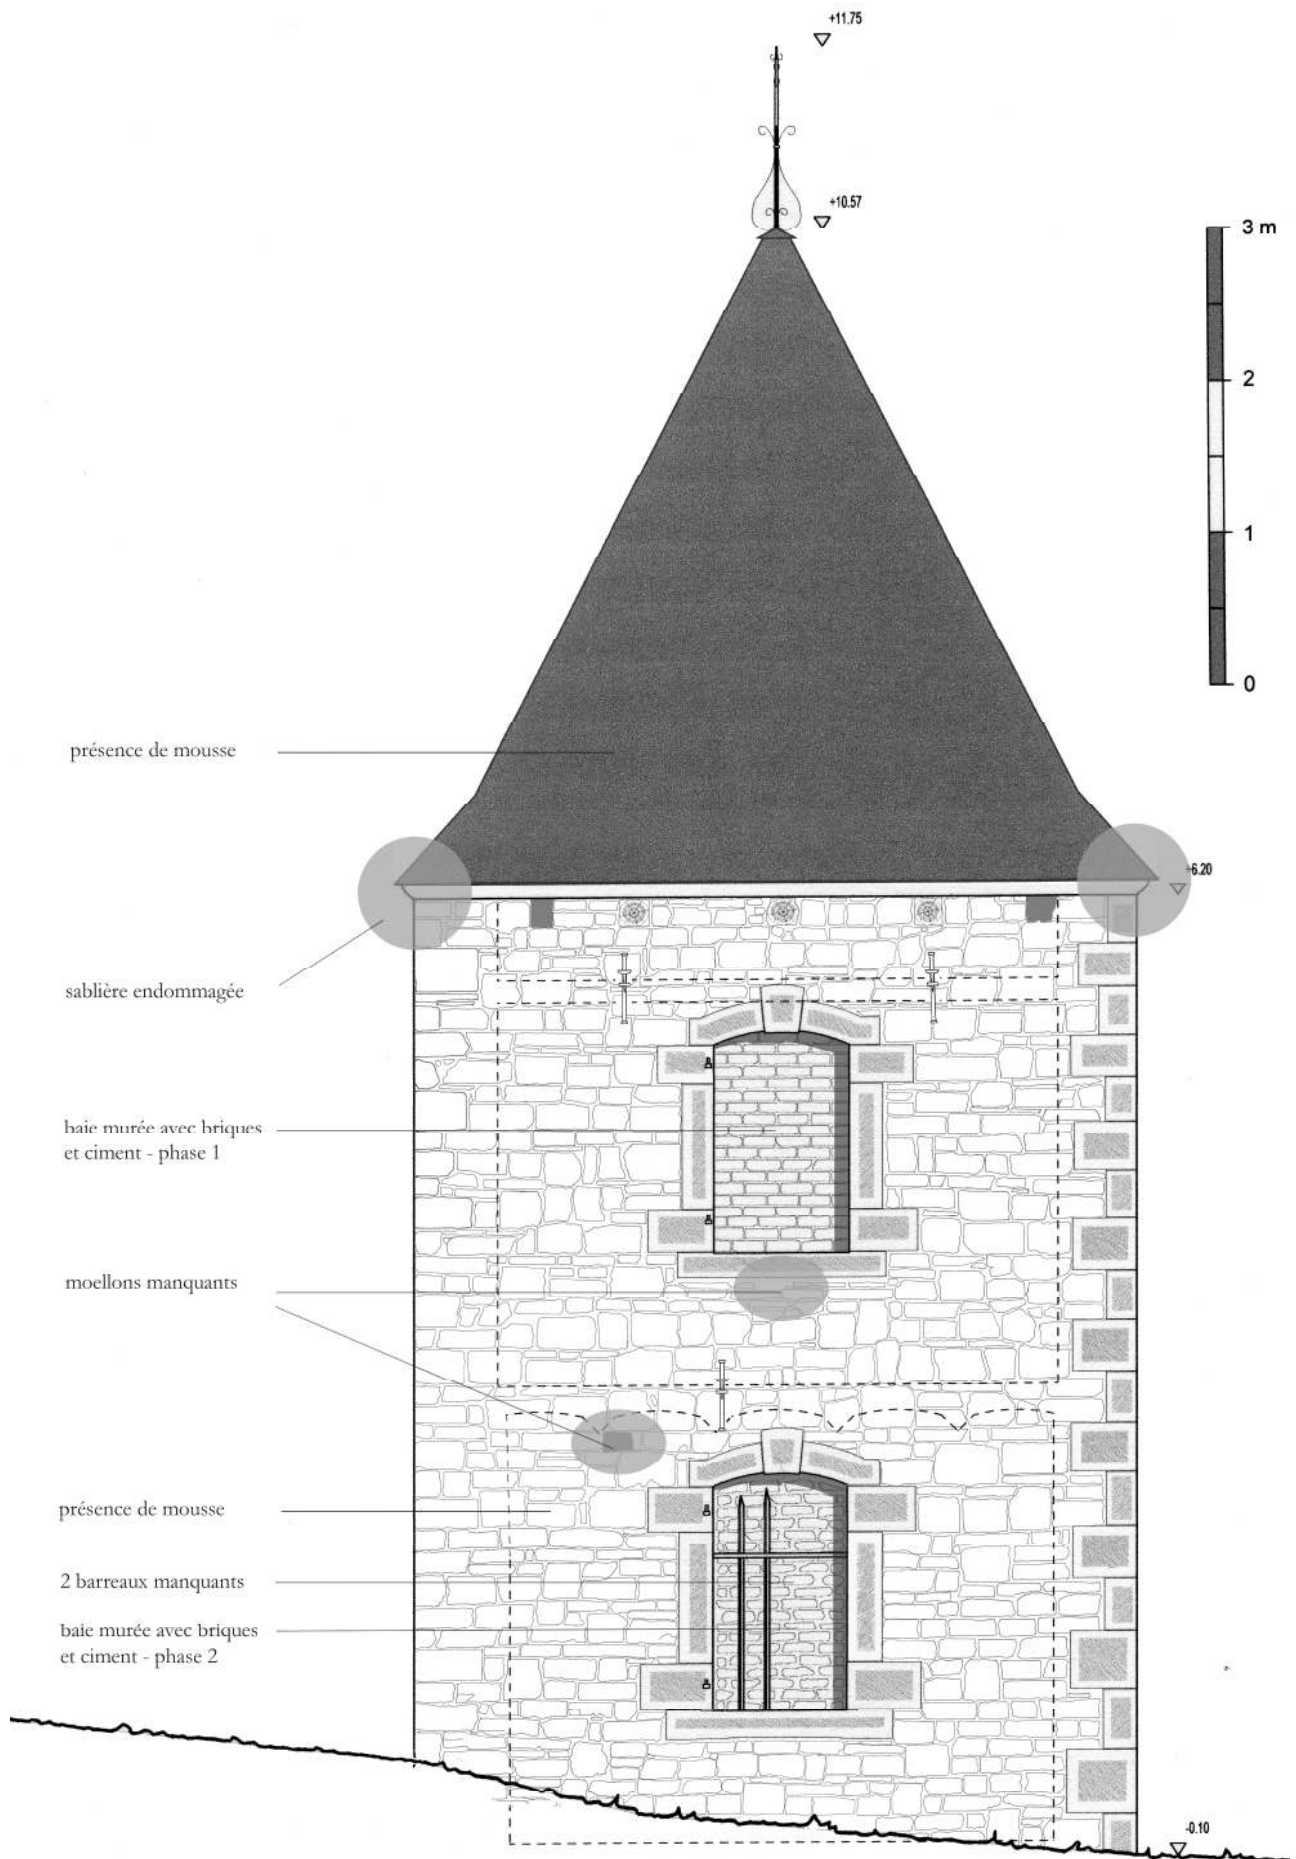 +11.75
+10.57
3 m
2
1
0
présence de mousse
+6.20
sablière endommagée
baie murée avec briques
et ciment - phase 1
moellons manquants
présence de mousse
2 barreaux manquants
baie murée avec briques
et ciment - phase 2
-0.10